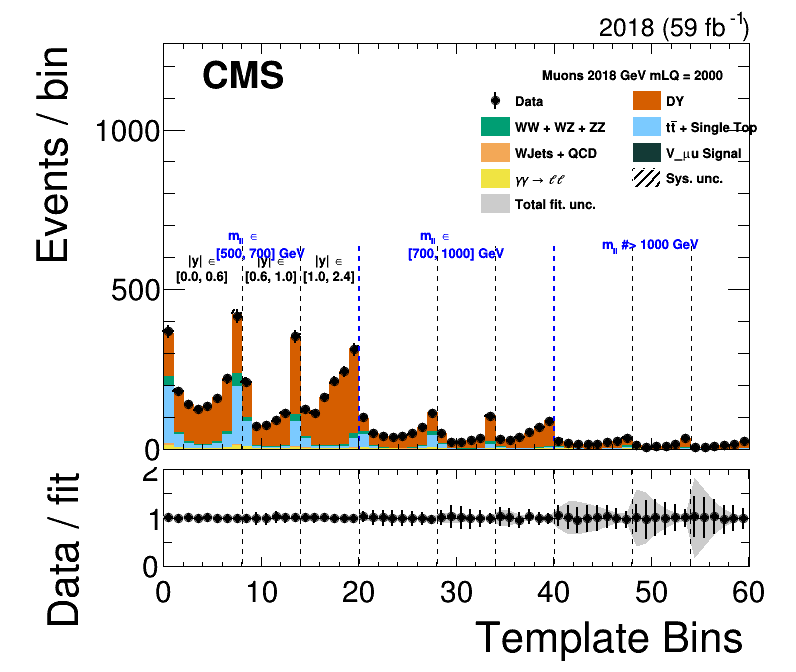 2018 (59 fb⁻¹)
CMS
Muons 2018 GeV mLQ = 2000
Data
DY
WW + WZ + ZZ
tt̄ + Single Top
WJets + QCD
V_μu Signal
γγ → ℓℓ
Sys. unc.
Total fit. unc.
Events / bin
1000
500
0
m_ll ∈
[500, 700] GeV
m_ll ∈
[700, 1000] GeV
m_ll #> 1000 GeV
|y| ∈
[0.0, 0.6]
|y| ∈
[0.6, 1.0]
|y| ∈
[1.0, 2.4]
Data / fit
2
1
0
0 10 20 30 40 50 60
Template Bins